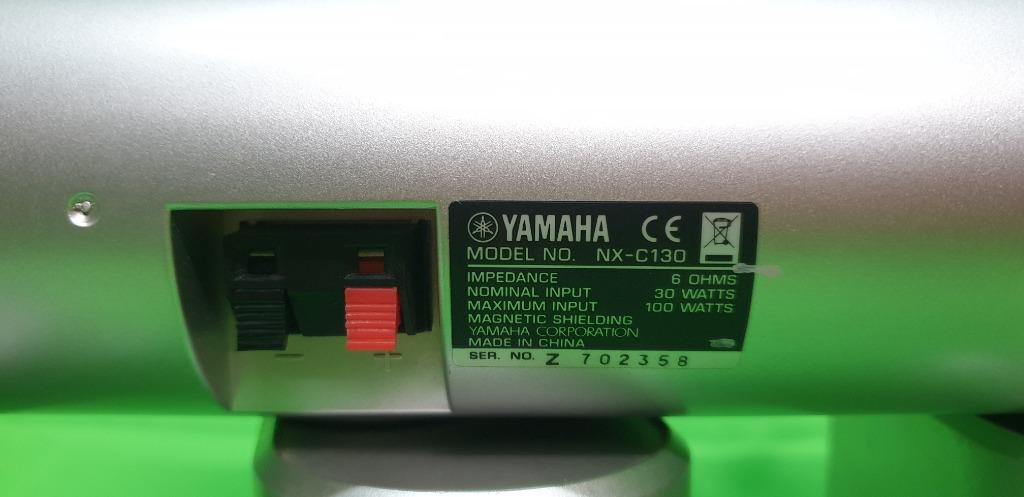 YAMAHA CE
MODEL NO. NX-C130
IMPEDANCE 6 OHMS
NOMINAL INPUT 30 WATTS
MAXIMUM INPUT 100 WATTS
MAGNETIC SHIELDING
YAMAHA CORPORATION
MADE IN CHINA
SER. NO. Z 702358
− +